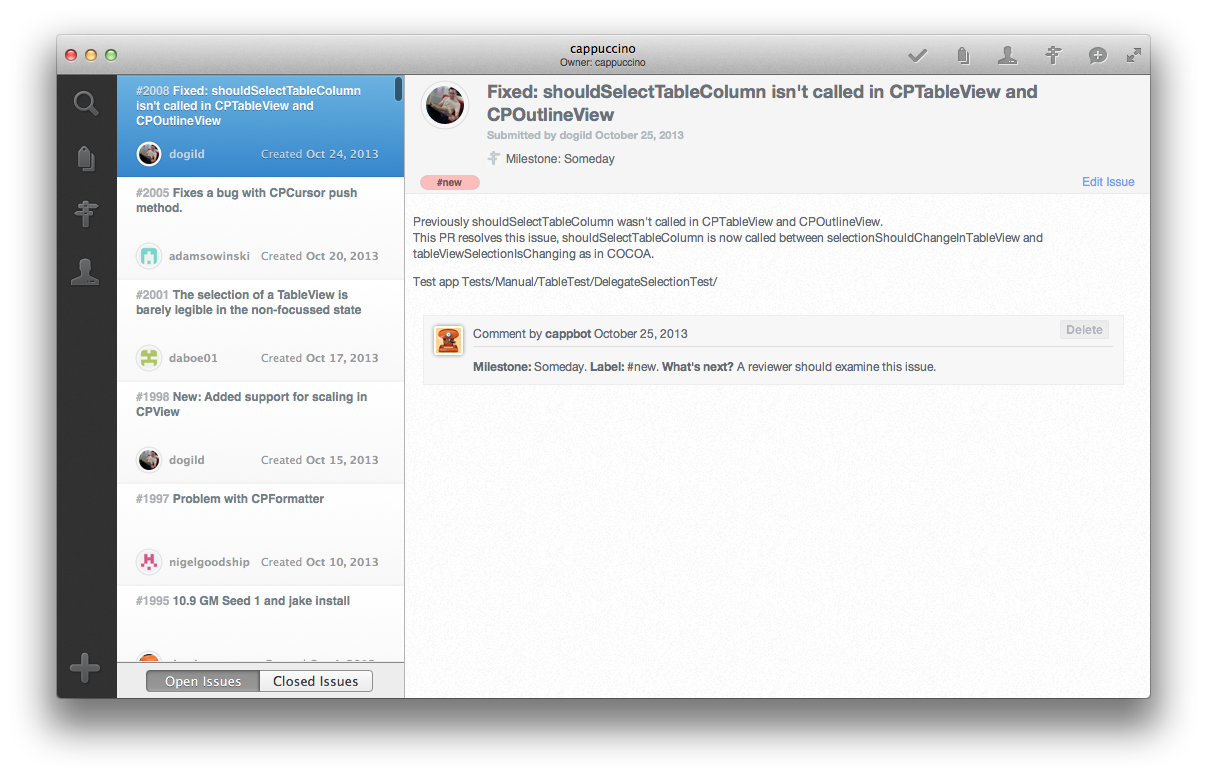 cappuccino
Owner: cappuccino
#2008 Fixed: shouldSelectTableColumn
isn't called in CPTableView and
CPOutlineView
dogild Created Oct 24, 2013
#2005 Fixes a bug with CPCursor push
method.
adamsowinski Created Oct 20, 2013
#2001 The selection of a TableView is
barely legible in the non-focussed state
daboe01 Created Oct 17, 2013
#1998 New: Added support for scaling in
CPView
dogild Created Oct 15, 2013
#1997 Problem with CPFormatter
nigelgoodship Created Oct 10, 2013
#1995 10.9 GM Seed 1 and jake install
Open Issues Closed Issues
Fixed: shouldSelectTableColumn isn't called in CPTableView and
CPOutlineView
Submitted by dogild October 25, 2013
Milestone: Someday
#new
Edit Issue
Previously shouldSelectTableColumn wasn't called in CPTableView and CPOutlineView.
This PR resolves this issue, shouldSelectTableColumn is now called between selectionShouldChangeInTableView and
tableViewSelectionIsChanging as in COCOA.
Test app Tests/Manual/TableTest/DelegateSelectionTest/
Comment by cappbot October 25, 2013
Delete
Milestone: Someday. Label: #new. What's next? A reviewer should examine this issue.